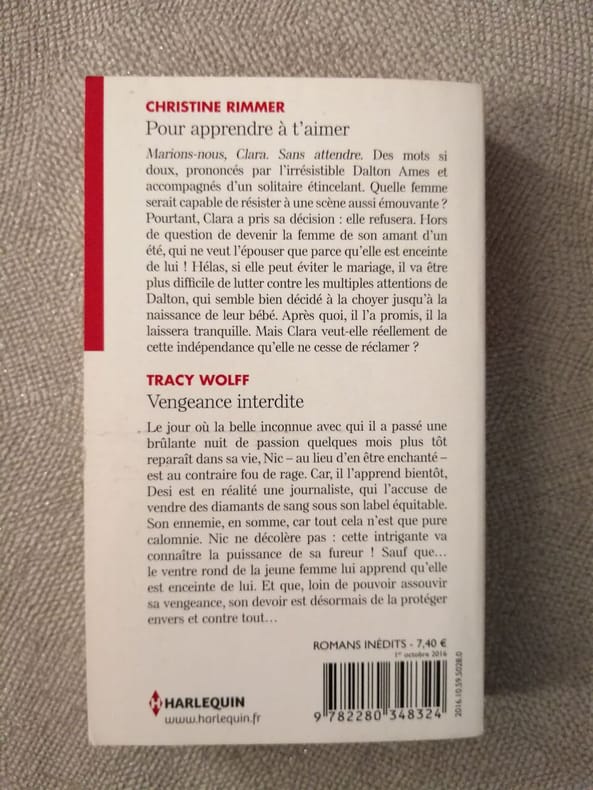 CHRISTINE RIMMER
Pour apprendre à t'aimer
Marions-nous, Clara. Sans attendre. Des mots si
doux, prononcés par l'irrésistible Dalton Ames et
accompagnés d'un solitaire étincelant. Quelle femme
serait capable de résister à une scène aussi émouvante ?
Pourtant, Clara a pris sa décision : elle refusera. Hors
de question de devenir la femme de son amant d'un
été, qui ne veut l'épouser que parce qu'elle est enceinte
de lui ! Hélas, si elle peut éviter le mariage, il va être
plus difficile de lutter contre les multiples attentions de
Dalton, qui semble bien décidé à la choyer jusqu'à la
naissance de leur bébé. Après quoi, il l'a promis, il la
laissera tranquille. Mais Clara veut-elle réellement de
cette indépendance qu'elle ne cesse de réclamer ?
TRACY WOLFF
Vengeance interdite
Le jour où la belle inconnue avec qui il a passé une
brûlante nuit de passion quelques mois plus tôt
reparaît dans sa vie, Nic – au lieu d'en être enchanté –
est au contraire fou de rage. Car, il l'apprend bientôt,
Desi est en réalité une journaliste, qui l'accuse de
vendre des diamants de sang sous son label équitable.
Son ennemie, en somme, car tout cela n'est que pure
calomnie. Nic ne décolère pas : cette intrigante va
connaître la puissance de sa fureur ! Sauf que…
le ventre rond de la jeune femme lui apprend qu'elle
est enceinte de lui. Et que, loin de pouvoir assouvir
sa vengeance, son devoir est désormais de la protéger
envers et contre tout…
ROMANS INÉDITS - 7,40 €
1er octobre 2016
2016.10.59.5028.0
HARLEQUIN
www.harlequin.fr
9 782280 348324